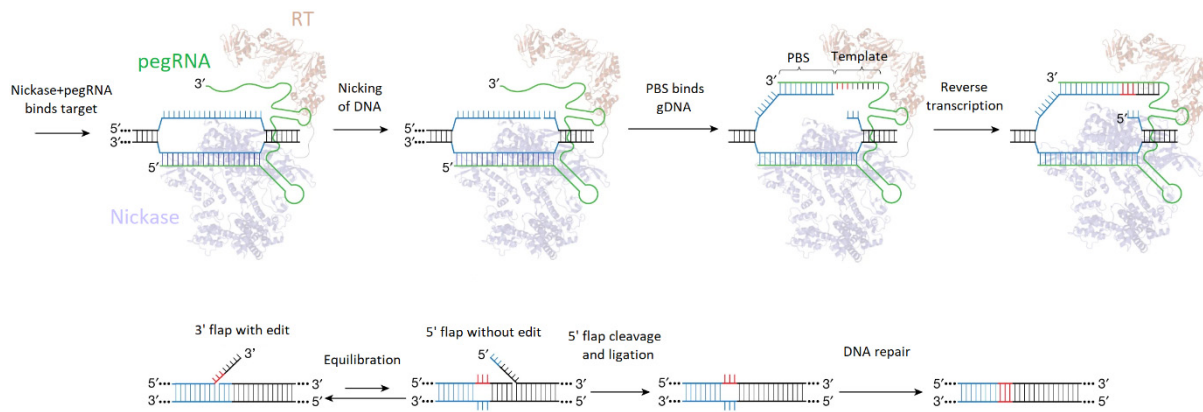 RT
pegRNA
3′
Nickase+pegRNA
binds target
5′
3′
5′
Nickase
Nicking
of DNA
3′
5′
3′
5′
PBS binds
gDNA
PBS
Template
3′
Reverse
transcription
3′
5′
3' flap with edit
3′
5′
3′
3′
5′
Equilibration
5' flap without edit
5′
5′
3′
3′
5′
5' flap cleavage
and ligation
5′
3′
3′
5′
DNA repair
5′
3′
3′
5′